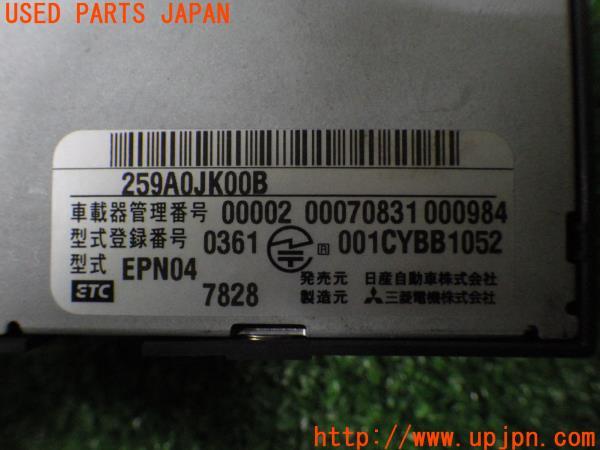 USED PARTS JAPAN
259A0JK00B
車載器管理番号 00002 00070831 000984
型式登録番号 0361 R 001CYBB1052
型式 EPN04 発売元 日産自動車株式会社
ETC 7828 製造元 三菱電機株式会社
UPJ
www.upjpn.com